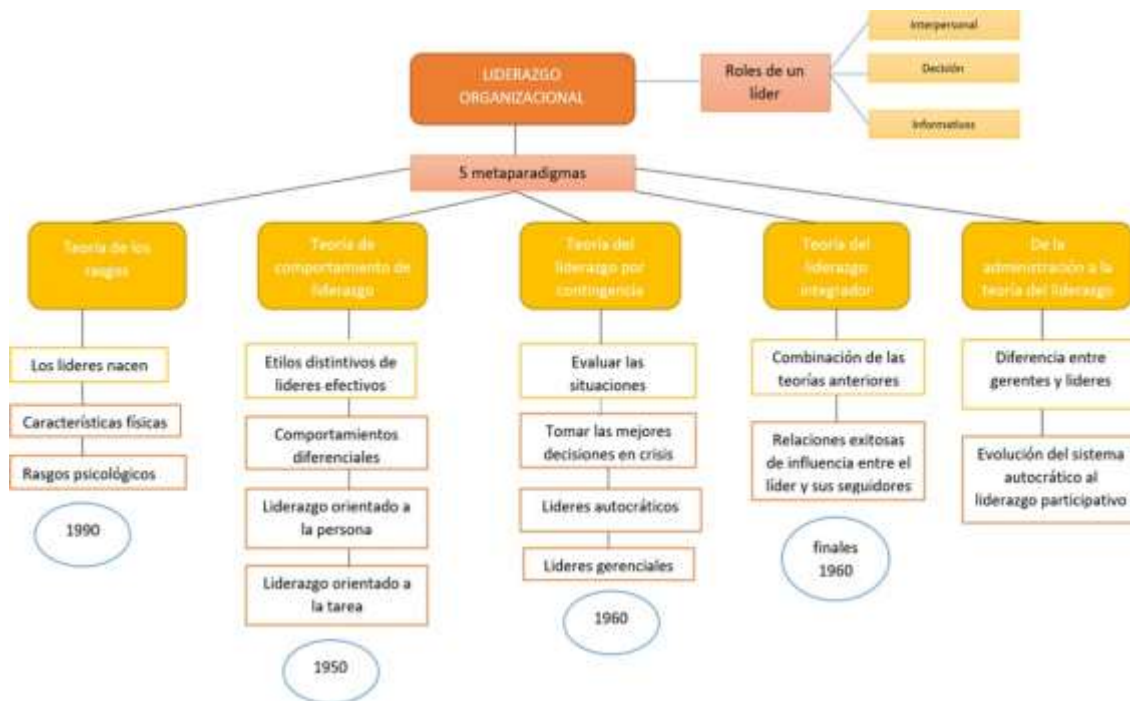 LIDERAZGO
ORGANIZACIONAL
Roles de un
líder
Interpersonal
Decisión
Informativos
5 metaparadigmas
Teoría de los
rasgos
Los lideres nacen
Características físicas
Rasgos psicológicos
1990
Teoría de
comportamiento de
liderazgo
Etilos distintivos de
lideres efectivos
Comportamientos
diferenciales
Liderazgo orientado a
la persona
Liderazgo orientado a
la tarea
1950
Teoría del
liderazgo por
contingencia
Evaluar las
situaciones
Tomar las mejores
decisiones en crisis
Lideres autocráticos
Lideres gerenciales
1960
Teoría del
liderazgo
integrador
Combinación de las
teorías anteriores
Relaciones exitosas
de influencia entre el
líder y sus seguidores
finales
1960
De la
administración a la
teoría del liderazgo
Diferencia entre
gerentes y lideres
Evolución del sistema
autocrático al
liderazgo participativo